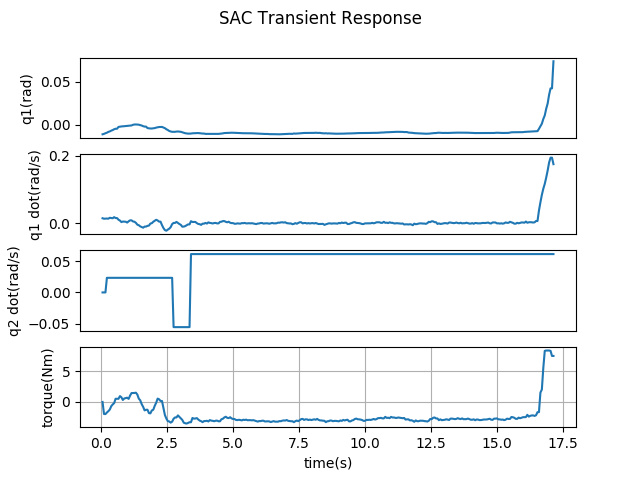 SAC Transient Response
q1(rad)
0.05
0.00
q1 dot(rad/s)
0.2
0.0
q2 dot(rad/s)
0.05
0.00
−0.05
torque(Nm)
5
0
0.0 2.5 5.0 7.5 10.0 12.5 15.0 17.5
time(s)